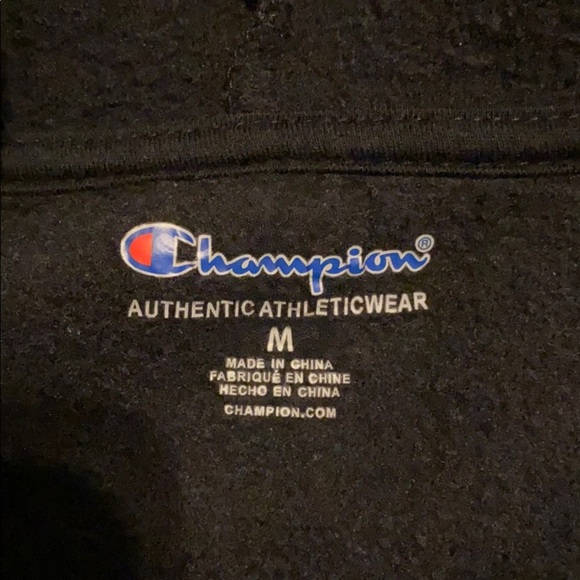 Champion®
AUTHENTIC ATHLETICWEAR
M
MADE IN CHINA
FABRIQUÉ EN CHINE
HECHO EN CHINA
CHAMPION.COM